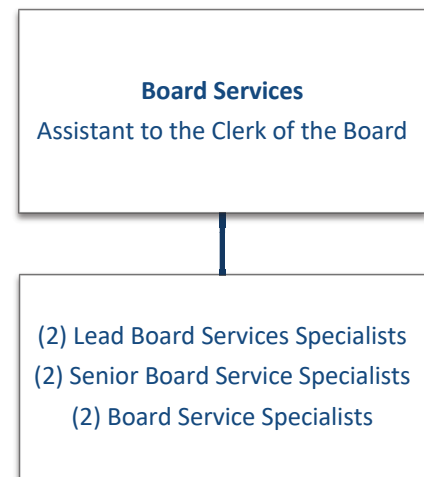 Board Services
Assistant to the Clerk of the Board
(2) Lead Board Services Specialists
(2) Senior Board Service Specialists
(2) Board Service Specialists